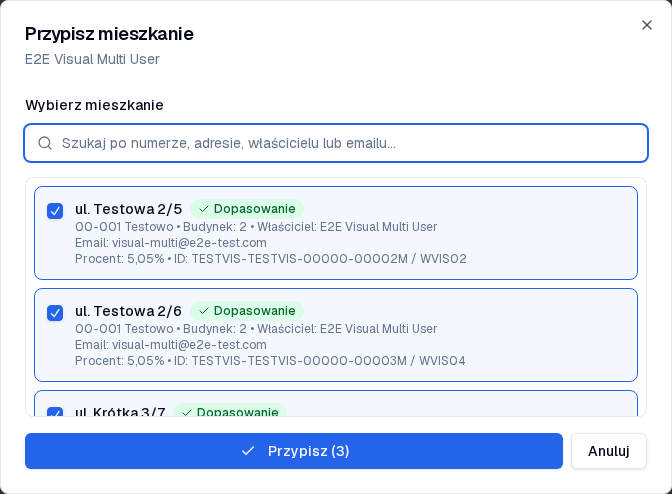 Przypisz mieszkanie
E2E Visual Multi User
Wybierz mieszkanie
Szukaj po numerze, adresie, właścicielu lub emailu...
ul. Testowa 2/5 Dopasowanie
00-001 Testowo • Budynek: 2 • Właściciel: E2E Visual Multi User
Email: visual-multi@e2e-test.com
Procent: 5,05% • ID: TESTVIS-TESTVIS-00000-00002M / WVIS02
ul. Testowa 2/6 Dopasowanie
00-001 Testowo • Budynek: 2 • Właściciel: E2E Visual Multi User
Email: visual-multi@e2e-test.com
Procent: 5,05% • ID: TESTVIS-TESTVIS-00000-00003M / WVIS04
ul. Krótka 3/7 Dopasowanie
Przypisz (3)
Anuluj